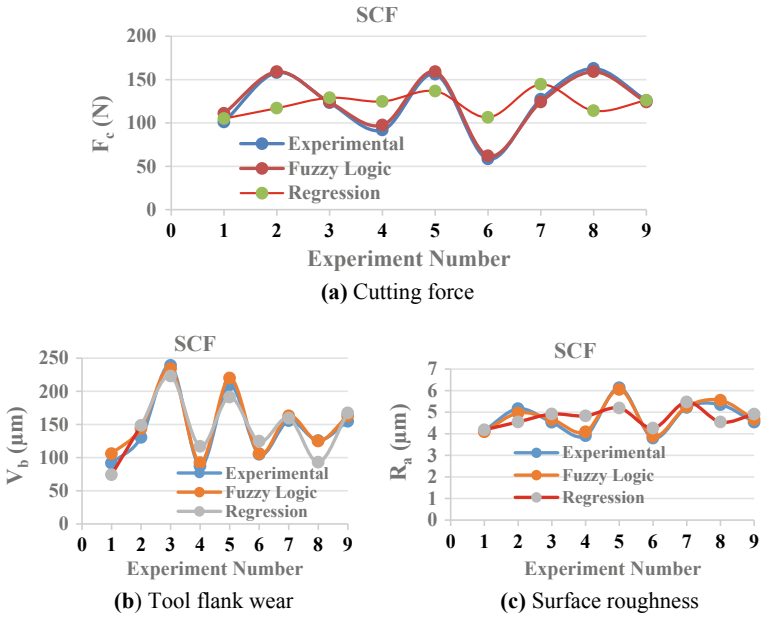 SCF
200
150
100
50
0
F_c (N)
Experimental
Fuzzy Logic
Regression
0 1 2 3 4 5 6 7 8 9
Experiment Number
(a) Cutting force
SCF
250
200
150
100
50
0
V_b (μm)
Experimental
Fuzzy Logic
Regression
0 1 2 3 4 5 6 7 8 9
Experiment Number
(b) Tool flank wear
SCF
7
6
5
4
3
2
1
0
R_a (μm)
Experimental
Fuzzy Logic
Regression
0 1 2 3 4 5 6 7 8 9
Experiment Number
(c) Surface roughness